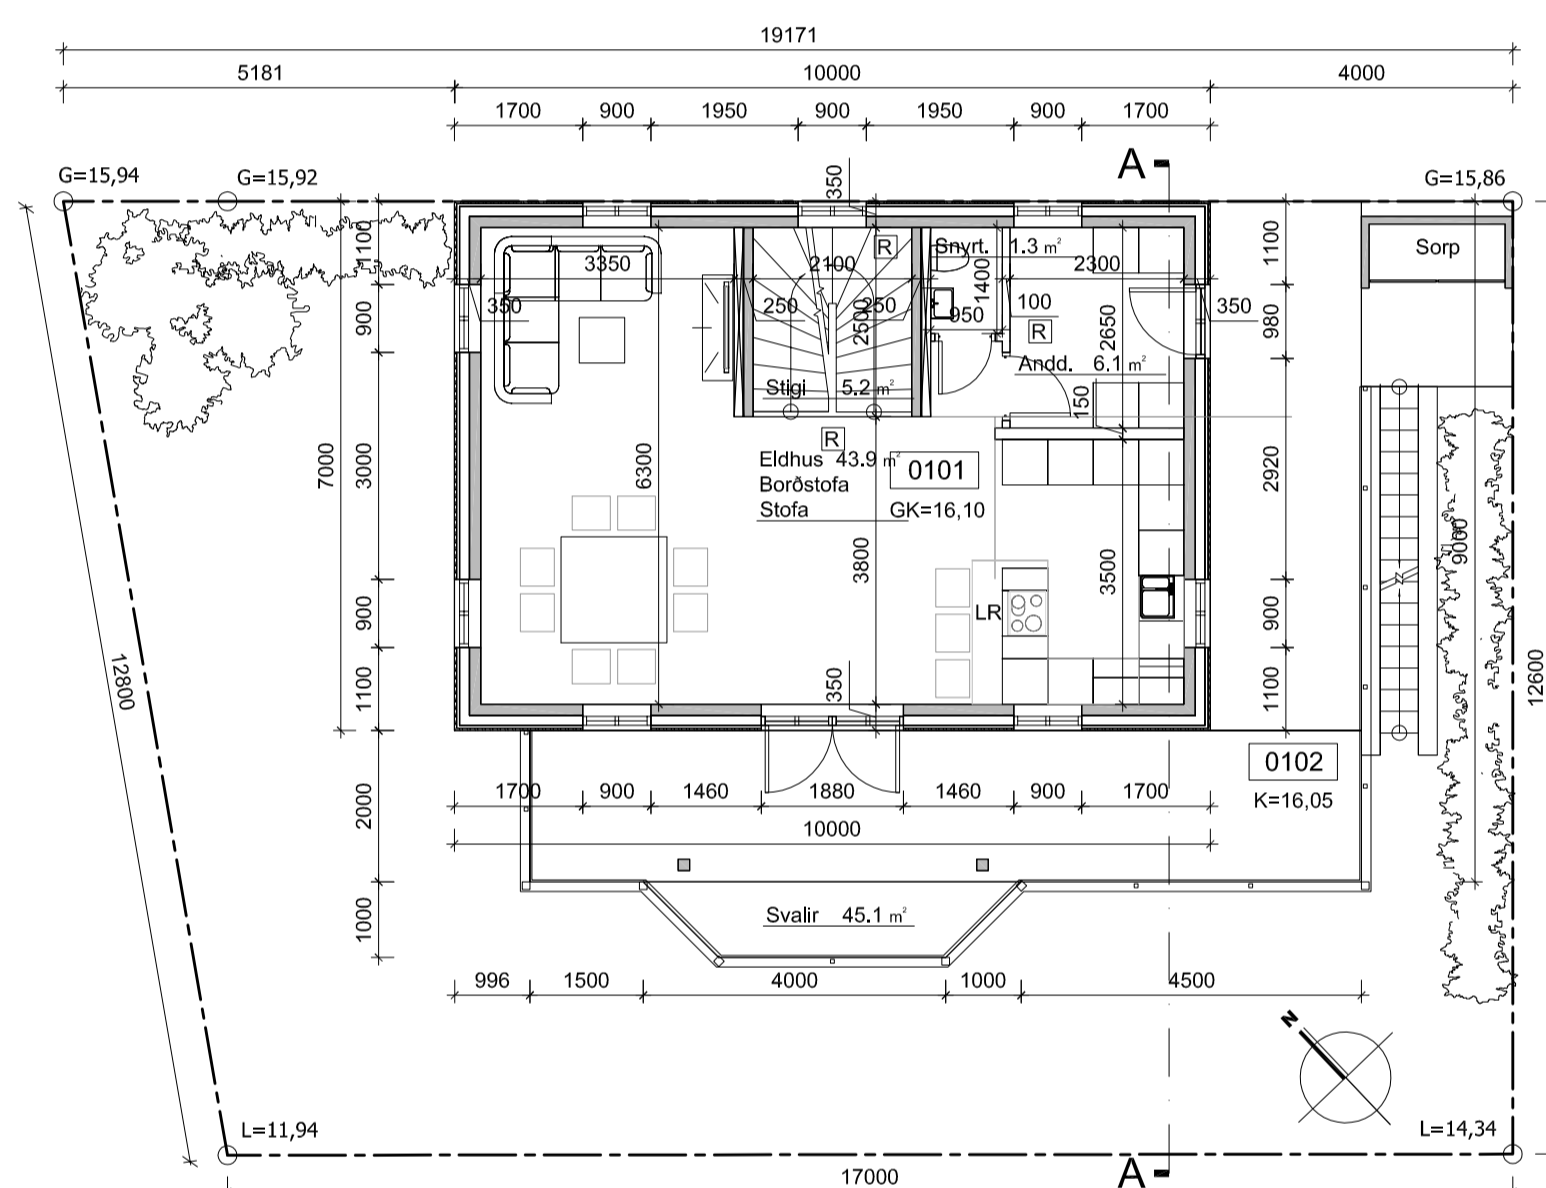 19171
5181 10000 4000
1700 900 1950 900 1950 900 1700
A
G=15,94 G=15,92 G=15,86
350
1100 R Snyrt. 1.3 m² 1100 Sorp
3350 2100 1400 2300
350 250 250 950 100 350
900 2500 R 2650 980
Andd. 6.1 m²
Stigi 5.2 m² 150
R
7000 3000 6300 Eldhus 43.9 m² 0101 2920
Borðstofa
Stofa GK=16,10
9000
3800 3500
900 LR 900
12800 1100 350 1100 12600
0102
1700 900 1460 1880 1460 900 1700 K=16,05
2000
10000
1000 Svalir 45.1 m²
996 1500 4000 1000 4500
N
L=11,94 L=14,34
17000 A